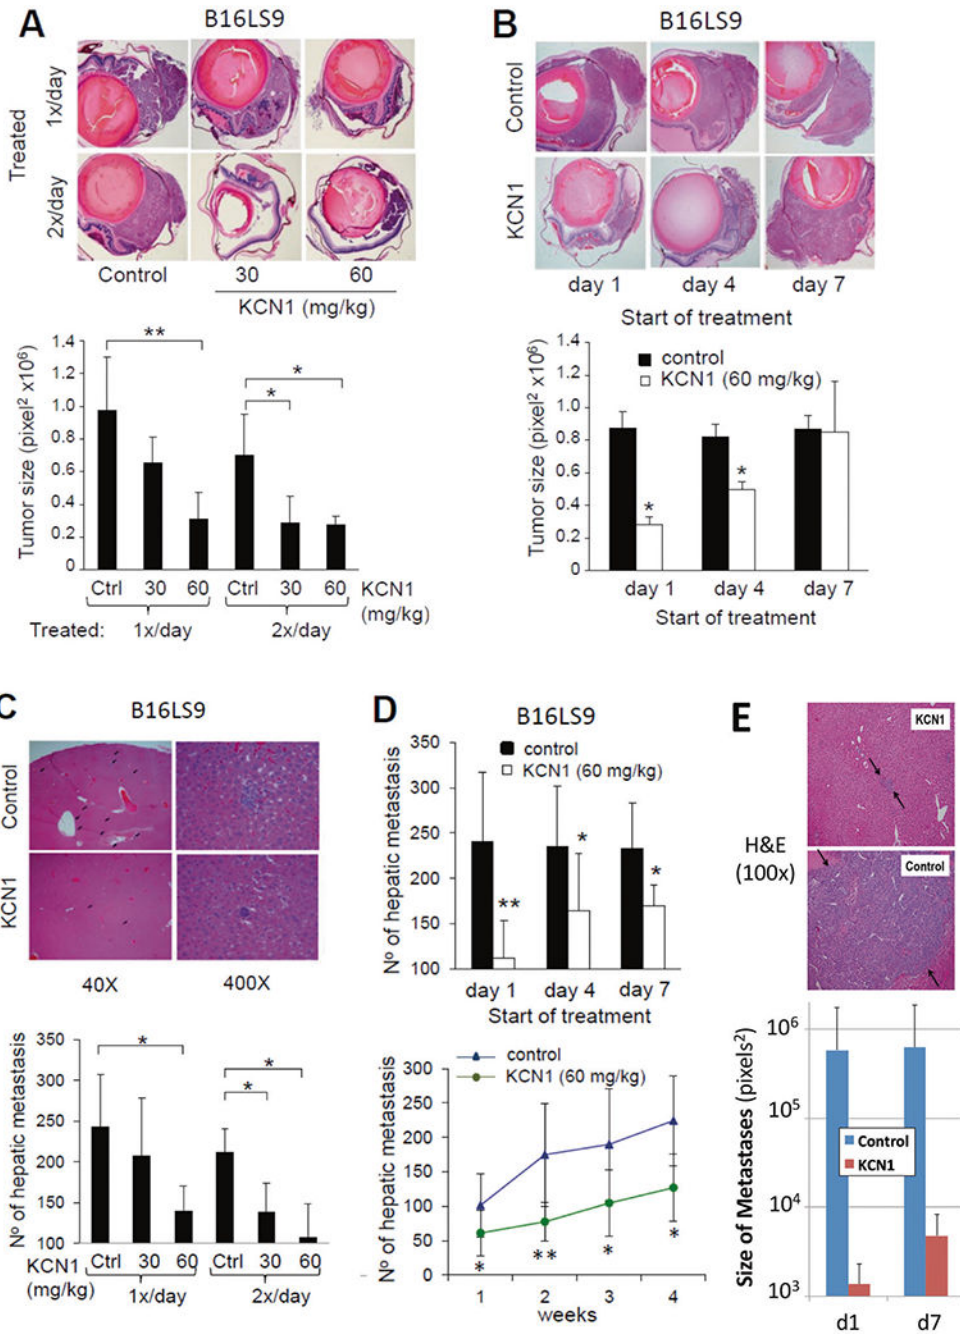 A
B16LS9
Treated
1x/day
2x/day
Control
30
60
KCN1 (mg/kg)
Tumor size (pixel² x10⁶)
1.4
1.2
1.0
0.8
0.6
0.4
0.2
0
**
*
*
Ctrl 30 60 Ctrl 30 60 KCN1
(mg/kg)
Treated: 1x/day 2x/day
B
B16LS9
Control
KCN1
day 1 day 4 day 7
Start of treatment
Tumor size (pixel² x 10⁶)
1.4
1.2
1.0
0.8
0.6
0.4
0.2
0
control
KCN1 (60 mg/kg)
*
*
day 1 day 4 day 7
Start of treatment
C
B16LS9
Control
KCN1
40X 400X
Nº of hepatic metastasis
350
300
250
200
150
100
*
*
*
KCN1 Ctrl 30 60 Ctrl 30 60
(mg/kg) 1x/day 2x/day
D
B16LS9
Nº of hepatic metastasis
350
300
250
200
150
100
control
KCN1 (60 mg/kg)
**
*
*
day 1 day 4 day 7
Start of treatment
Nº of hepatic metastasis
300
250
200
150
100
50
0
control
KCN1 (60 mg/kg)
*
**
*
*
1 2 3 4
weeks
E
KCN1
H&E
(100x)
Control
Size of Metastases (pixels²)
10⁶
10⁵
10⁴
10³
Control
KCN1
d1 d7